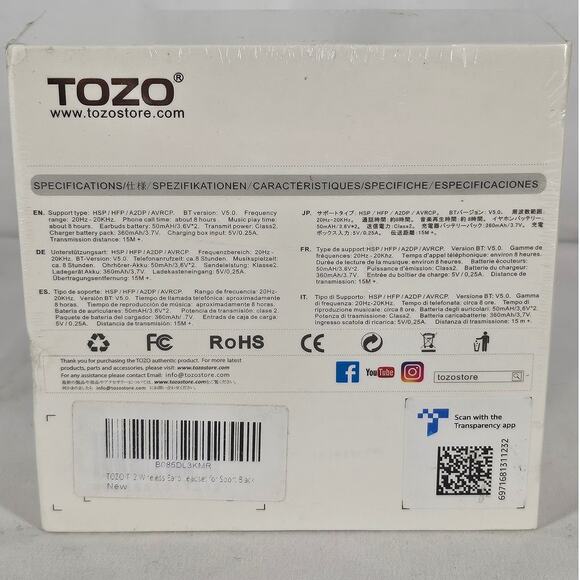 TOZO®
www.tozostore.com
SPECIFICATIONS/仕様/SPEZIFIKATIONEN/CARACTERISTIQUES/SPECIFICHE/ESPECIFICACIONES
EN. Support type: HSP / HFP / A2DP / AVRCP. BT version: V5.0. Frequency
range: 20Hz- 20KHz. Phone call time: about 8 hours. Music play time:
about 8 hours. Earbuds battery: 50mAH/3.6V*2. Transmit power: Class2.
Charger battery pack: 360mAH/3.7V. Charging box input: 5V/0.25A.
Transmission distance: 15M+.
DE. Unterstützungsart: HSP / HFP / A2DP / AVRCP. Frequenzbereich: 20Hz-
20KHz. BT-Version: V5.0. Telefonanrufzeit: ca.8 Stunden. Musikspielzeit:
ca. 8 Stunden. Ohrhörer-Akku: 50mAH/3.6V*2. Sendeleistung: Klasse2.
Ladegerät Akku: 360mAH/3.7V. Ladekasteneingang: 5V/0.25A.
Übertragungsdistanz: 15M+.
ES. Tipo de soporte: HSP / HFP / A2DP / AVRCP. Rango de frecuencia: 20Hz-
20KHz. Versión BT: V5.0. Tiempo de llamada telefónica: aproximadamente
8 horas. Tiempo de reproducción de música: aproximadamente 8 horas.
Batería de auriculares: 50mAH/3.6V*2. Potencia de transmisión: clase 2.
Paquete de batería del cargador: 360mAH/3.7V. Entrada de caja de carga:
5V / 0.25A. Distancia de transmisión: 15M+.
JP. サポートタイプ: HSP / HFP / A2DP / AVRCP. BTバージョン: V5.0. 周波数範囲:
20Hz-20KHz. 通話時間:約8時間. 音楽再生時間:約8時間. イヤホンバッテリー:
50mAH/3.6V*2. 送信電力:Class2. 充電器バッテリーパック:360mAH/3.7V. 充電
ボックス入力:5V/0.25A. 伝送距離:15M+.
FR. Type de support: HSP / HFP / A2DP / AVRCP. Version BT: V5.0. Gamme de
fréquences: 20Hz- 20Khz. Temps d'appel téléphonique: environ 8 heures.
Durée de lecture de la musique: environ 8 heures. Batterie écouteurs:
50mAH/3.6V*2. Puissance d'émission: Class2. Batterie du chargeur:
360mAH/3.7V. Entrée du boîtier de charge: 5V/0.25A. Distance de
transmission: 15M+.
IT. Tipo di Supporto: HSP / HFP / A2DP / AVRCP. Versione BT: V5.0. Gamma
di frequenza: 20Hz-20KHz. Tempo di telefonata: circa 8 ore. Tempo di
riproduzione musicale: circa 8 ore. Batteria degli auricolari: 50mAH/3.6V*2
Potenza di trasmissione: Class2. Batteria caricabatterie: 360mAH/3.7V.
ingresso scatola di ricarica: 5V/0.25A. Distanza di trasmissione: 15 m+.
FC RoHS CE
Thank you for purchasing the TOZO authentic product. For more latest
products, parts and accessories, please visit: www.tozostore.com
For any assistance please contact Email: info@tozostore.com
You Tube
tozostore
B085DL3KMR
New
Scan with the
Transparency app
6971681311232